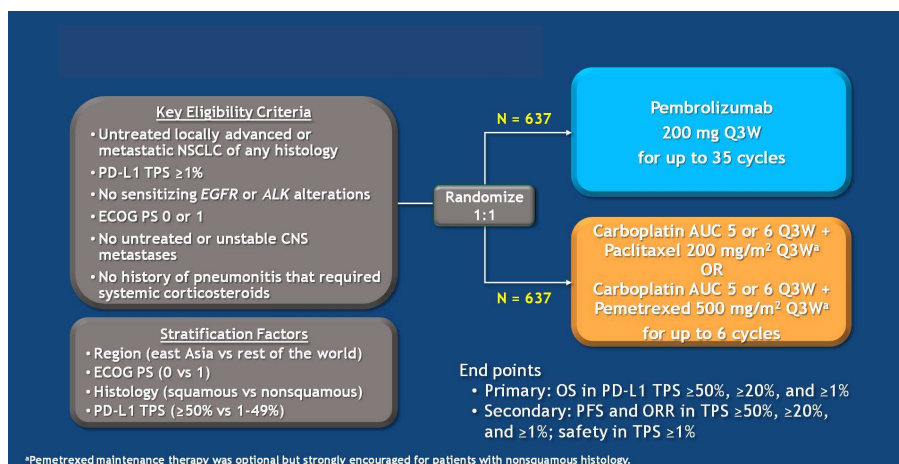 Key Eligibility Criteria
• Untreated locally advanced or
metastatic NSCLC of any histology
• PD-L1 TPS ≥1%
• No sensitizing EGFR or ALK alterations
• ECOG PS 0 or 1
• No untreated or unstable CNS
metastases
• No history of pneumonitis that required
systemic corticosteroids
Stratification Factors
• Region (east Asia vs rest of the world)
• ECOG PS (0 vs 1)
• Histology (squamous vs nonsquamous)
• PD-L1 TPS (≥50% vs 1-49%)
Randomize
1:1
N = 637
Pembrolizumab
200 mg Q3W
for up to 35 cycles
N = 637
Carboplatin AUC 5 or 6 Q3W +
Paclitaxel 200 mg/m² Q3Wᵃ
OR
Carboplatin AUC 5 or 6 Q3W +
Pemetrexed 500 mg/m² Q3Wᵃ
for up to 6 cycles
End points
• Primary: OS in PD-L1 TPS ≥50%, ≥20%, and ≥1%
• Secondary: PFS and ORR in TPS ≥50%, ≥20%,
and ≥1%; safety in TPS ≥1%
ᵃPemetrexed maintenance therapy was optional but strongly encouraged for patients with nonsquamous histology.